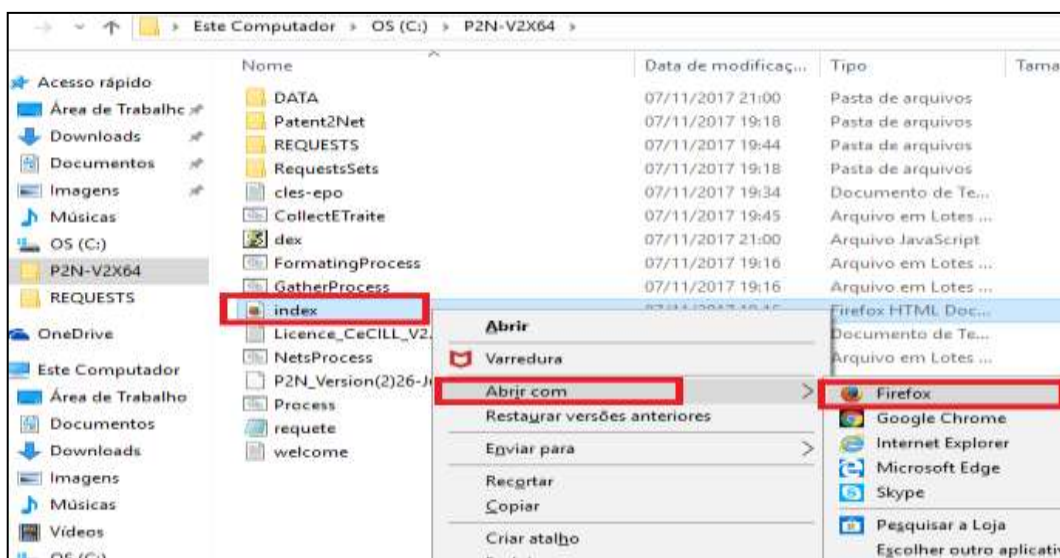 Este Computador > OS (C:) > P2N-V2X64 >
Nome Data de modificaç... Tipo Tama
Acesso rápido
Área de Trabalhc
Downloads
Documentos
Imagens
Músicas
OS (C:)
P2N-V2X64
REQUESTS
OneDrive
Este Computador
Área de Trabalho
Documentos
Downloads
Imagens
Músicas
Vídeos
OS (C:)
DATA 07/11/2017 21:00 Pasta de arquivos
Patent2Net 07/11/2017 19:18 Pasta de arquivos
REQUESTS 07/11/2017 19:44 Pasta de arquivos
RequestsSets 07/11/2017 19:18 Pasta de arquivos
cles-epo 07/11/2017 19:34 Documento de Te...
CollectETraite 07/11/2017 19:45 Arquivo em Lotes ...
dex 07/11/2017 21:00 Arquivo JavaScript
FormatingProcess 07/11/2017 19:16 Arquivo em Lotes ...
GatherProcess 07/11/2017 19:16 Arquivo em Lotes ...
index Firefox HTML Doc...
Licence_CeCILL_V2. Documento de Te...
NetsProcess Arquivo em Lotes ...
P2N_Version(2)26-J
Process
requete
welcome
Abrir
Varredura
Abrir com >
Restaurar versões anteriores
Enviar para >
Recortar
Copiar
Criar atalho
Firefox
Google Chrome
Internet Explorer
Microsoft Edge
Skype
Pesquisar a Loja
Escolher outro aplicati